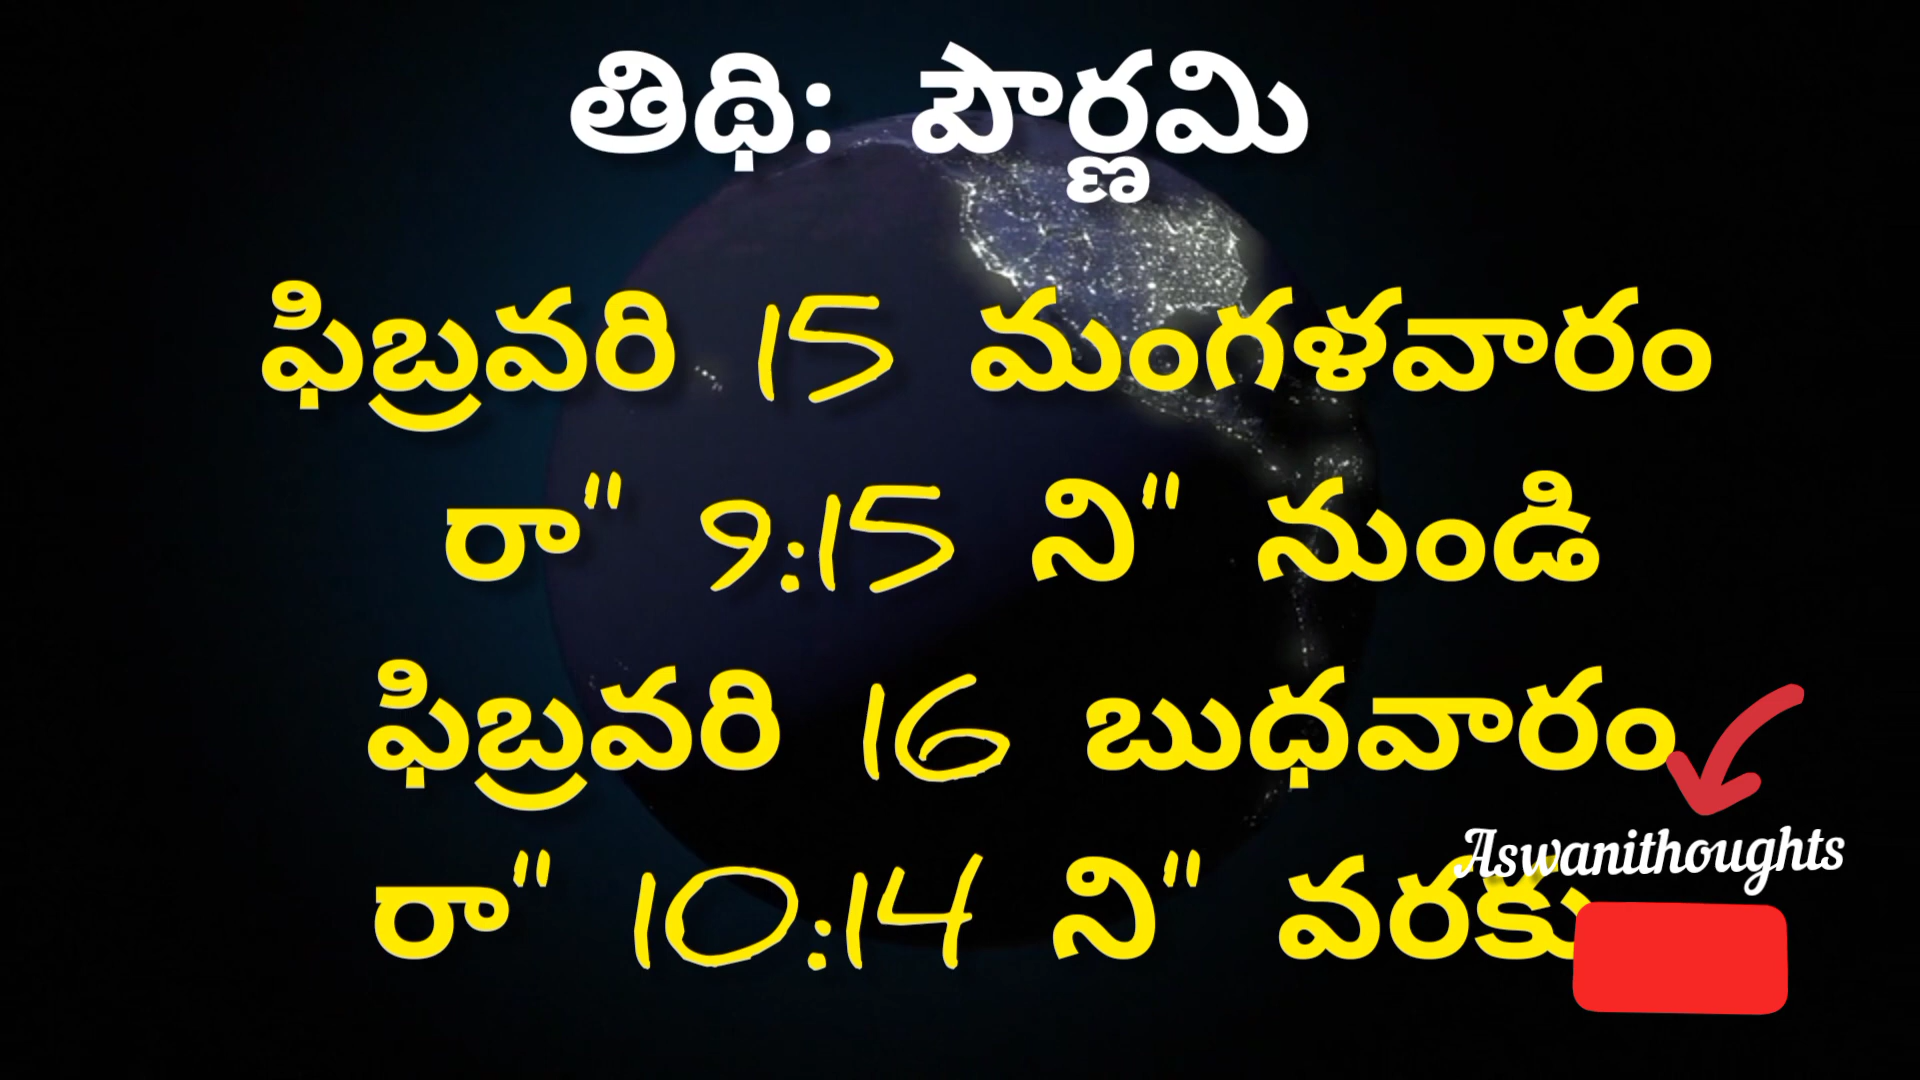 తిథి: పౌర్ణమి
ఫిబ్రవరి 15 మంగళవారం
రా" 9:15 ని" నుండి
ఫిబ్రవరి 16 బుధవారం
రా" 10:14 ని" వరకు
Aswanithoughts